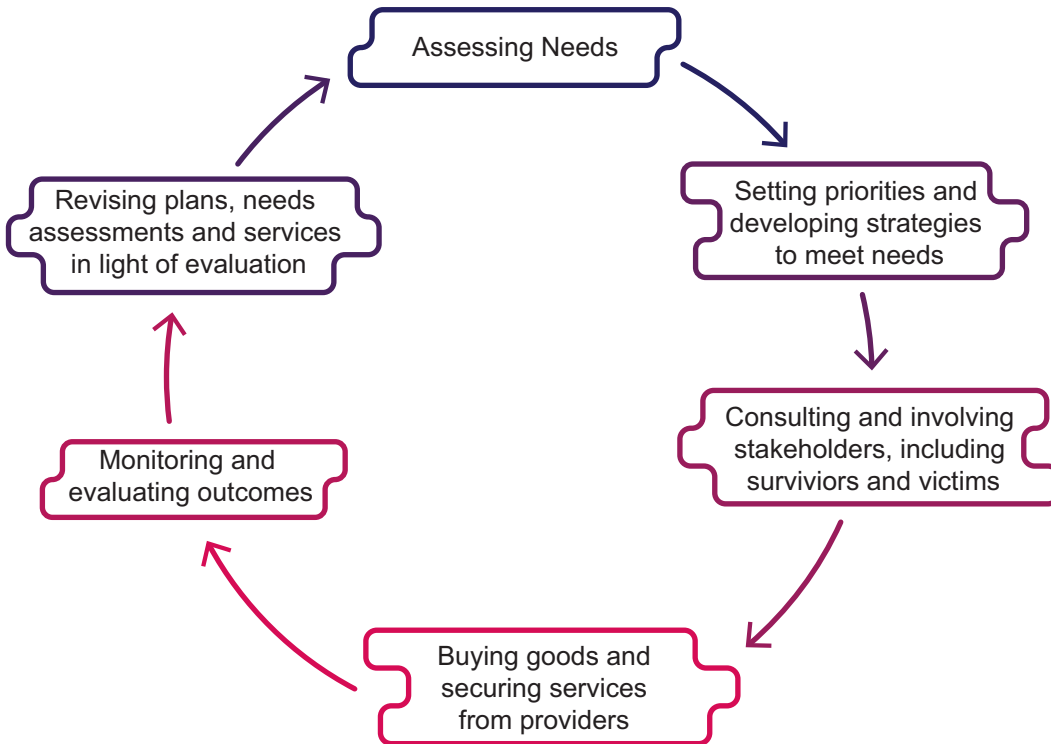 Assessing Needs
Setting priorities and
developing strategies
to meet needs
Consulting and involving
stakeholders, including
surviviors and victims
Buying goods and
securing services
from providers
Monitoring and
evaluating outcomes
Revising plans, needs
assessments and services
in light of evaluation